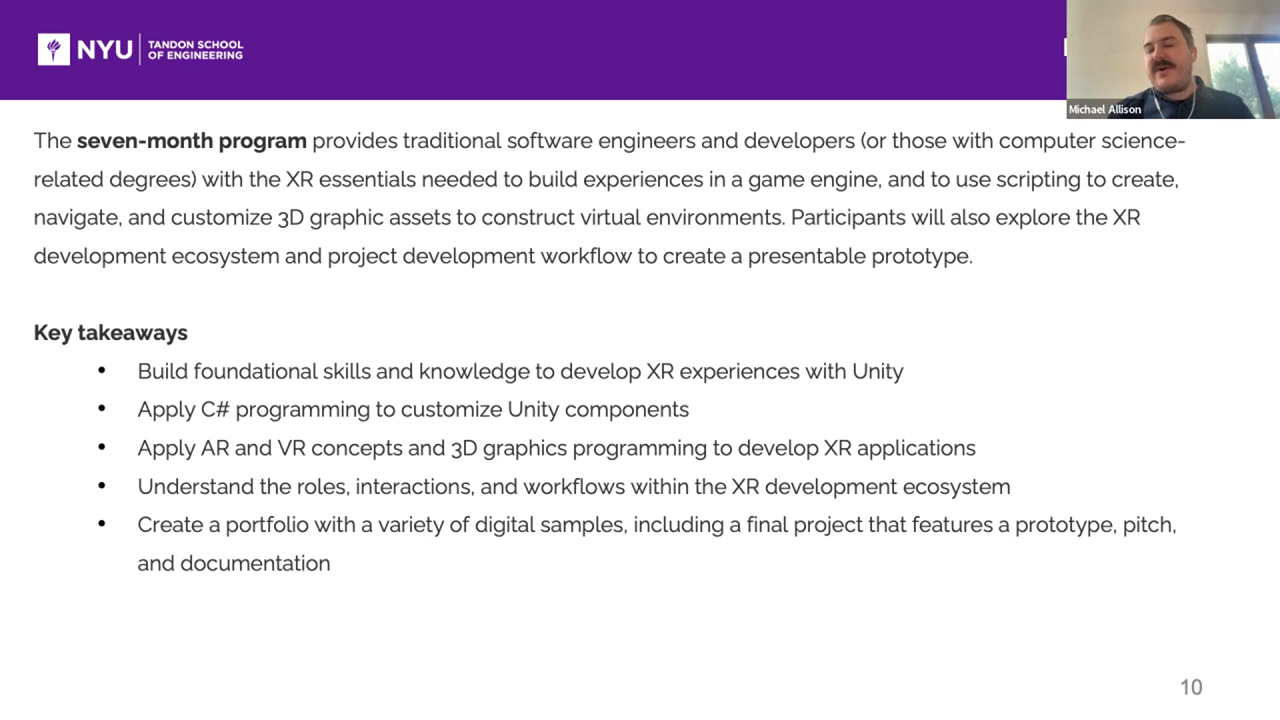 NYU
TANDON SCHOOL
OF ENGINEERING
Michael Allison
The seven-month program provides traditional software engineers and developers (or those with computer science-
related degrees) with the XR essentials needed to build experiences in a game engine, and to use scripting to create,
navigate, and customize 3D graphic assets to construct virtual environments. Participants will also explore the XR
development ecosystem and project development workflow to create a presentable prototype.
Key takeaways
• Build foundational skills and knowledge to develop XR experiences with Unity
• Apply C# programming to customize Unity components
• Apply AR and VR concepts and 3D graphics programming to develop XR applications
• Understand the roles, interactions, and workflows within the XR development ecosystem
• Create a portfolio with a variety of digital samples, including a final project that features a prototype, pitch,
and documentation
10